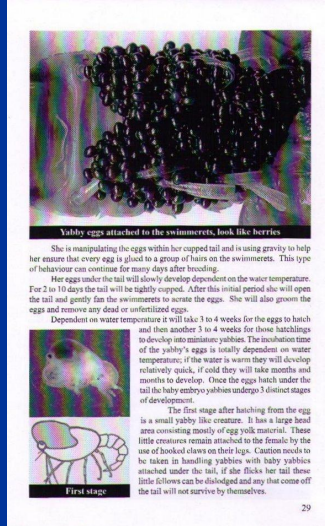 Yabby eggs attached to the swimmerets, look like berries
She is manipulating the eggs within her cupped tail and is using gravity to help
her ensure that every egg is glued to a group of hairs on the swimmerets. This type
of behaviour can continue for many days after breeding.
Her eggs under the tail will slowly develop dependent on the water temperature.
For 2 to 10 days the tail will be tightly cupped. After this initial period she will open
the tail and gently fan the swimmerets to aerate the eggs. She will also groom the
eggs and remove any dead or unfertilized eggs.
Dependent on water temperature it will take 3 to 4 weeks for the eggs to hatch
and then another 3 to 4 weeks for those hatchlings
to develop into miniature yabbies. The incubation time
of the yabby's eggs is totally dependent on water
temperature; if the water is warm they will develop
relatively quick, if cold they will take months and
months to develop. Once the eggs hatch under the
tail the baby embryo yabbies undergo 3 distinct stages
of development.
The first stage after hatching from the egg
is a small yabby like creature. It has a large head
area consisting mostly of egg yolk material. These
little creatures remain attached to the female by the
use of hooked claws on their legs. Caution needs to
be taken in handling yabbies with baby yabbies
attached under the tail, if she flicks her tail these
little fellows can be dislodged and any that come off
the tail will not survive by themselves.
First stage
29